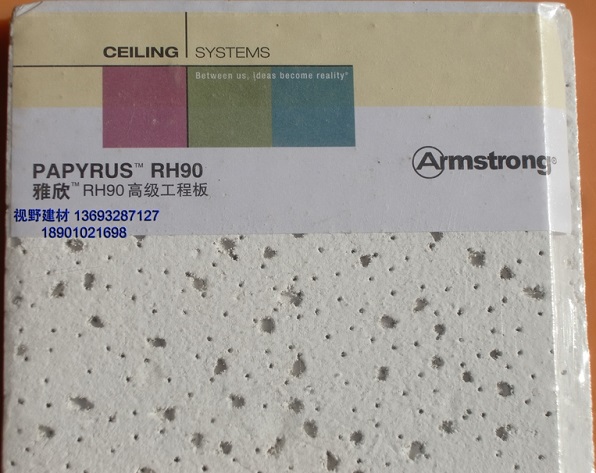 CEILING SYSTEMS
Between us, ideas become reality®
PAPYRUS™ RH90
Armstrong®
雅欣™ RH90 高级工程板
视野建材 13693287127
18901021698